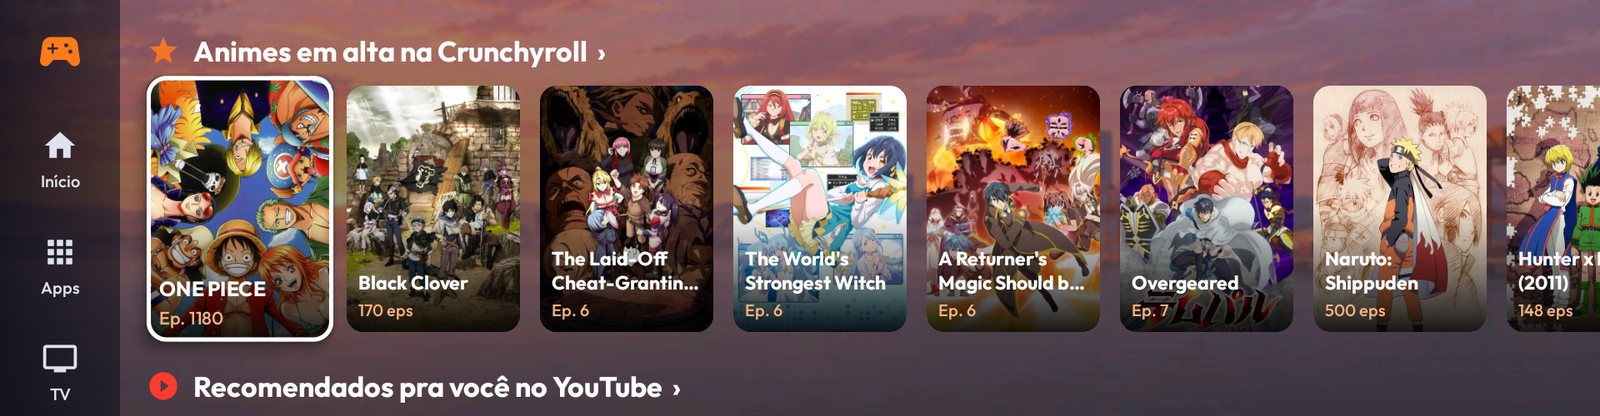 Animes em alta na Crunchyroll ›
Início
Apps
TV
ONE PIECE
Ep. 1180
Black Clover
170 eps
The Laid-Off
Cheat-Grantin...
Ep. 6
The World's
Strongest Witch
Ep. 6
A Returner's
Magic Should b...
Ep. 6
Overgeared
Ep. 7
Naruto:
Shippuden
500 eps
Hunter x
(2011)
148 eps
Recomendados pra você no YouTube ›